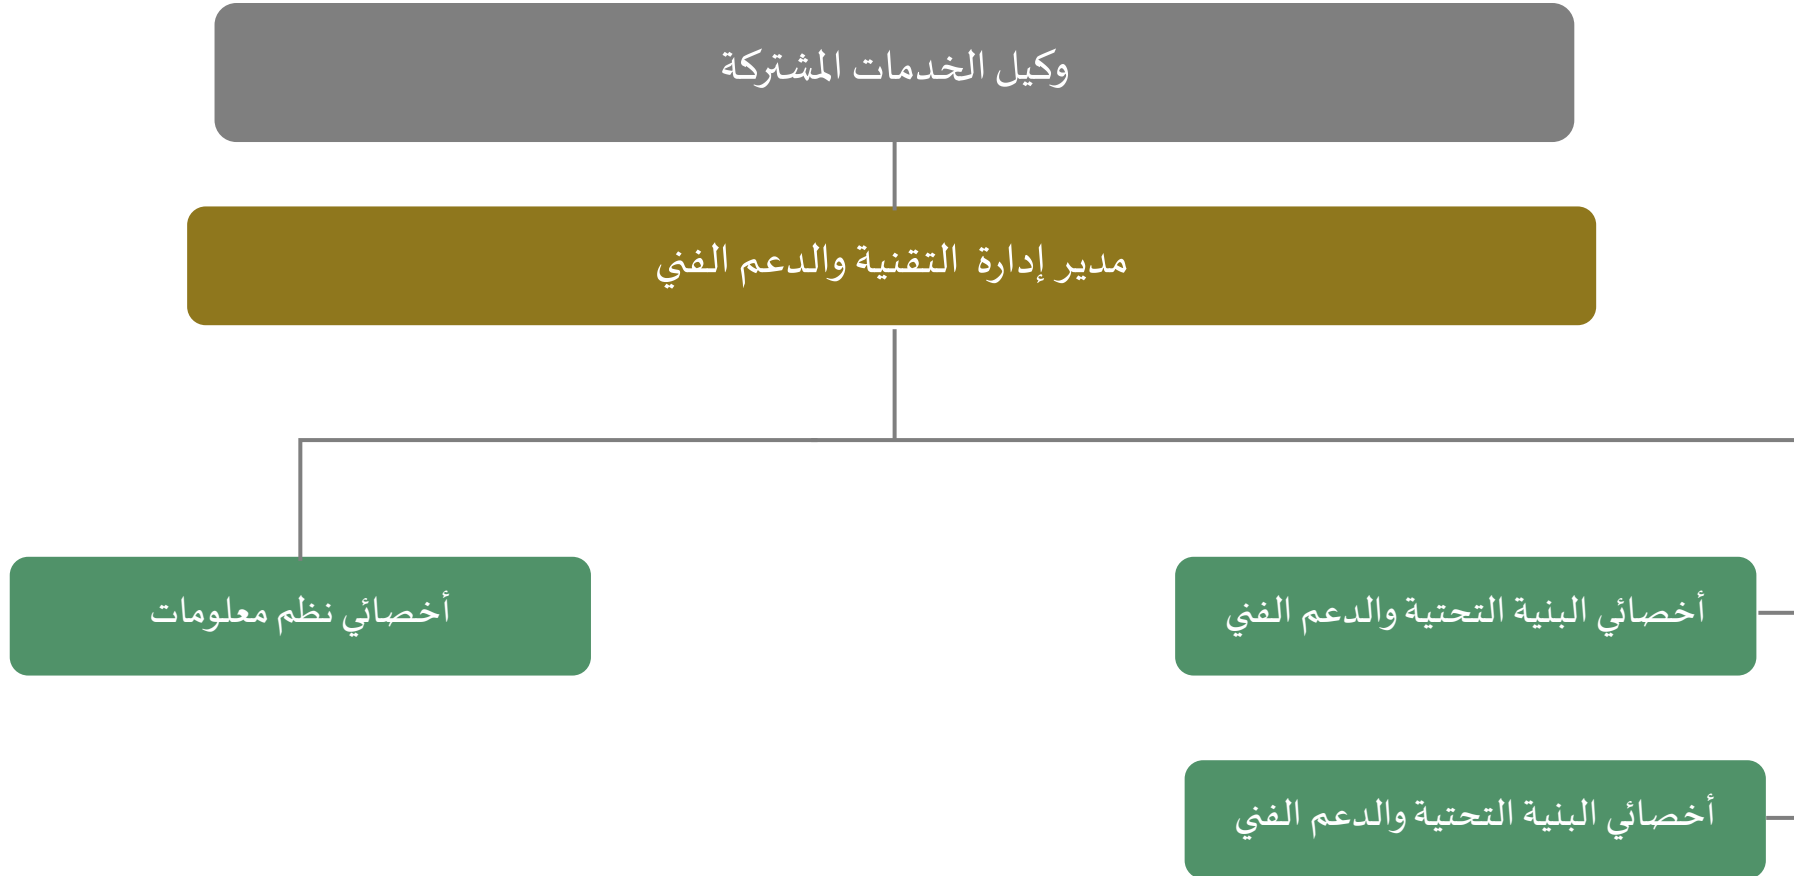 وكيل الخدمات المشتركة
مدير إدارة التقنية والدعم الفني
أخصائي البنية التحتية والدعم الفني
أخصائي نظم معلومات
أخصائي البنية التحتية والدعم الفني